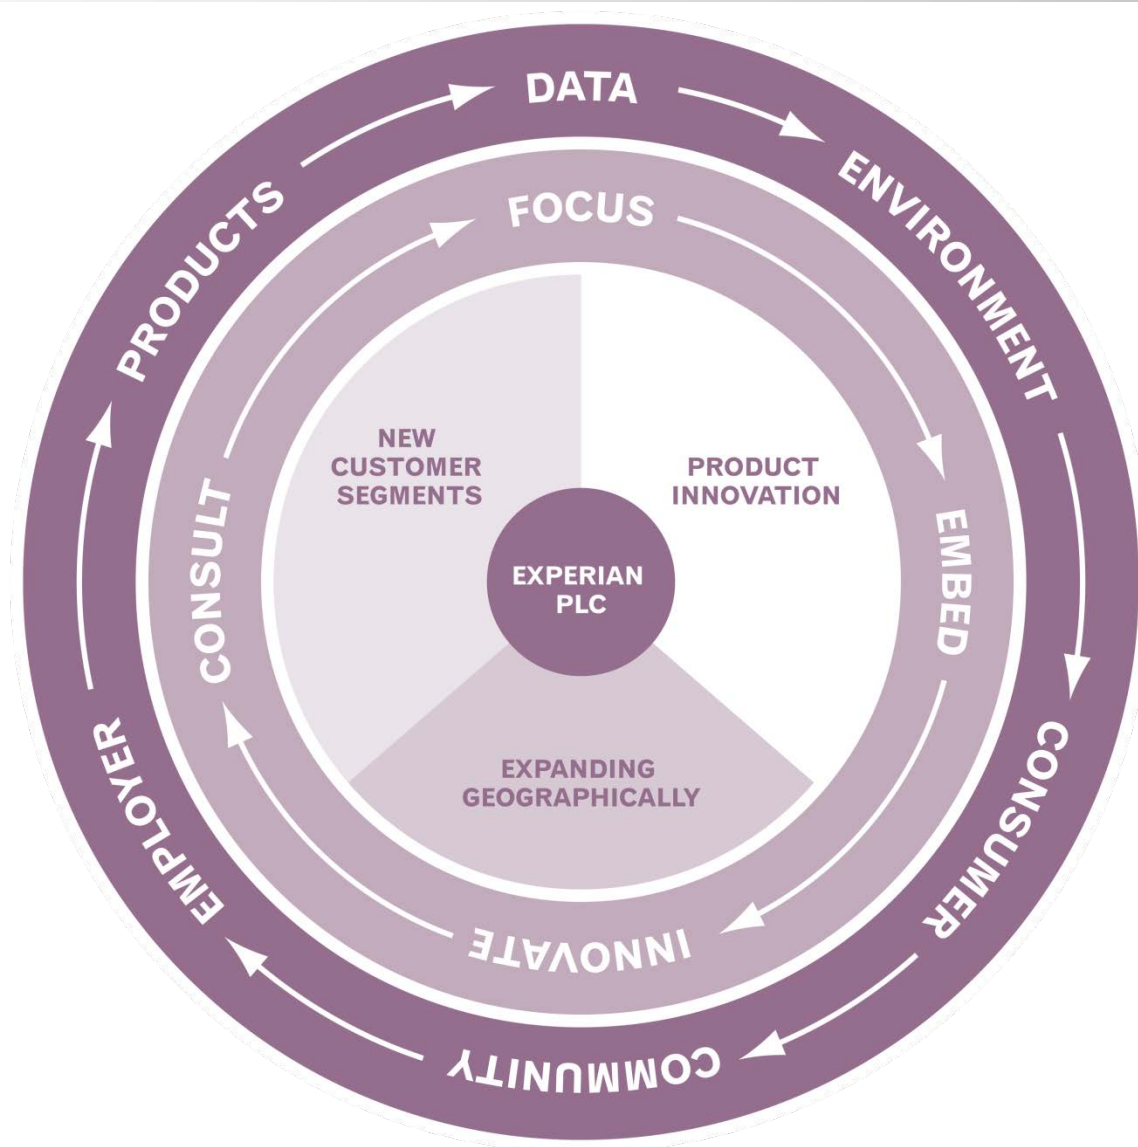 DATA
ENVIRONMENT
CONSUMER
COMMUNITY
EMPLOYER
PRODUCTS
FOCUS
EMBED
INNOVATE
CONSULT
NEW
CUSTOMER
SEGMENTS
PRODUCT
INNOVATION
EXPERIAN
PLC
EXPANDING
GEOGRAPHICALLY